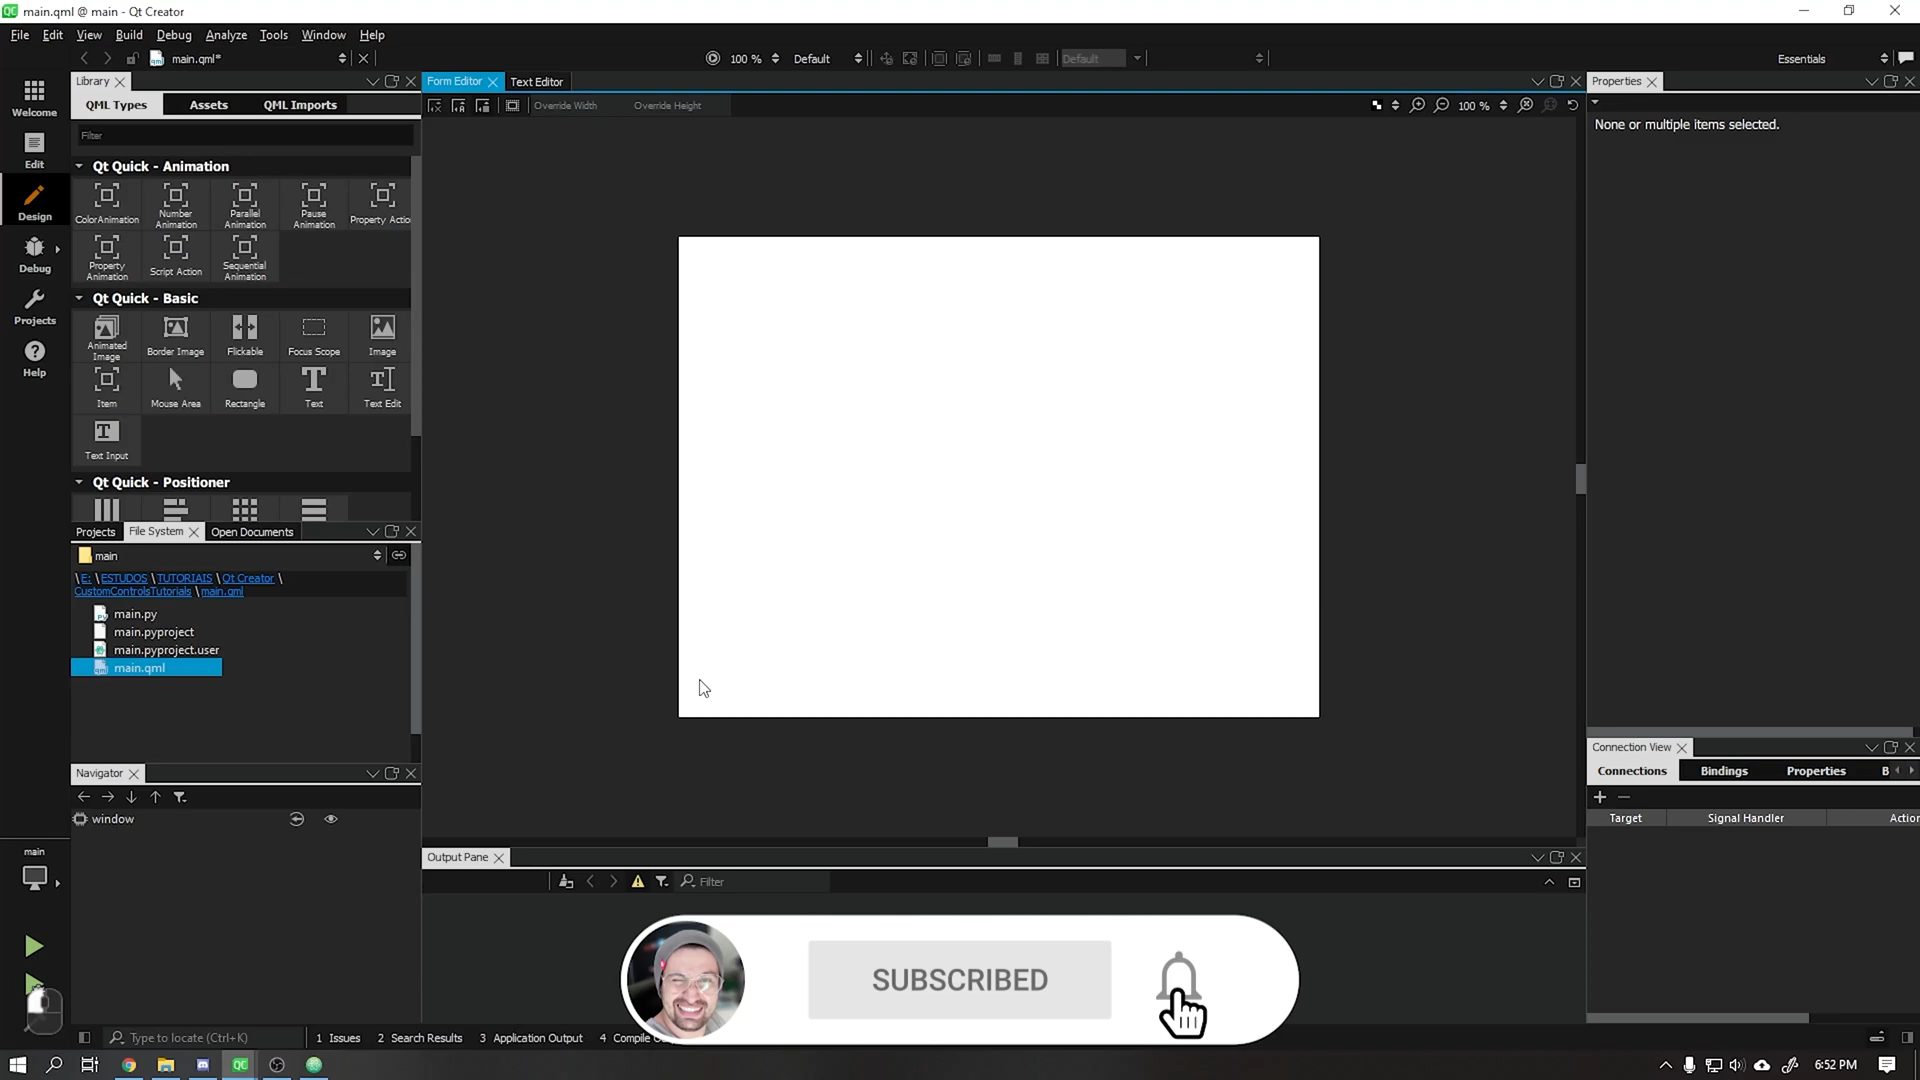 main.qml @ main - Qt Creator
File Edit View Build Debug Analyze Tools Window Help
main.qml* 100 % Default Default Essentials
Library Form Editor Text Editor Properties
QML Types Assets QML Imports Override Width Override Height 100 %
Filter
None or multiple items selected.
Welcome
Edit
Design
Debug
Projects
Help
Qt Quick - Animation
ColorAnimation Number Animation Parallel Animation Pause Animation Property Actio
Property Animation Script Action Sequential Animation
Qt Quick - Basic
Animated Image Border Image Flickable Focus Scope Image
Item Mouse Area Rectangle Text Text Edit
Text Input
Qt Quick - Positioner
Projects File System Open Documents
main
\E: \ESTUDOS \TUTORIAIS \Qt Creator \
CustomControlsTutorials \main.qml
main.py
main.pyproject
main.pyproject.user
main.qml
Navigator
window
Connection View
Connections Bindings Properties B
Target Signal Handler Action
main
Output Pane
Filter
SUBSCRIBED
Type to locate (Ctrl+K) 1 Issues 2 Search Results 3 Application Output 4 Compile
6:52 PM